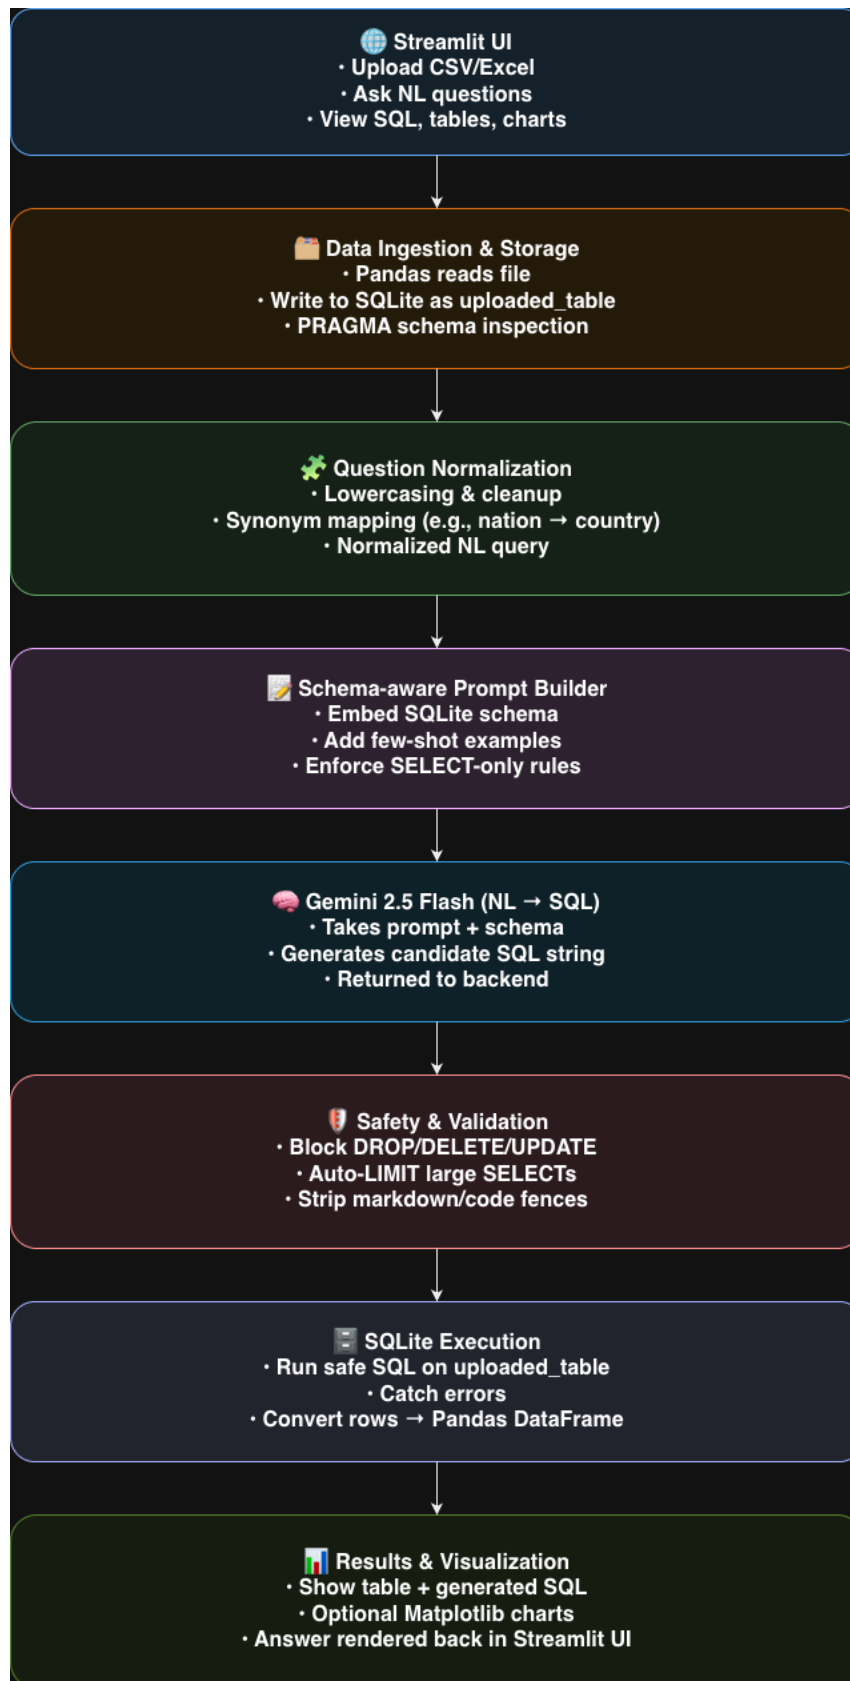 🌐 Streamlit UI
• Upload CSV/Excel
• Ask NL questions
• View SQL, tables, charts
🗂️ Data Ingestion & Storage
• Pandas reads file
• Write to SQLite as uploaded_table
• PRAGMA schema inspection
🧩 Question Normalization
• Lowercasing & cleanup
• Synonym mapping (e.g., nation → country)
• Normalized NL query
📝 Schema-aware Prompt Builder
• Embed SQLite schema
• Add few-shot examples
• Enforce SELECT-only rules
🧠 Gemini 2.5 Flash (NL → SQL)
• Takes prompt + schema
• Generates candidate SQL string
• Returned to backend
🛡️ Safety & Validation
• Block DROP/DELETE/UPDATE
• Auto-LIMIT large SELECTs
• Strip markdown/code fences
🗄️ SQLite Execution
• Run safe SQL on uploaded_table
• Catch errors
• Convert rows → Pandas DataFrame
📊 Results & Visualization
• Show table + generated SQL
• Optional Matplotlib charts
• Answer rendered back in Streamlit UI